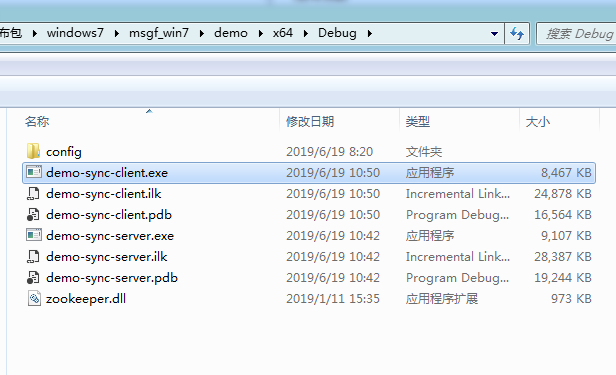 布包 windows7 msgf_win7 demo x64 Debug 搜索 Debug
名称 修改日期 类型 大小
config 2019/6/19 8:20 文件夹
demo-sync-client.exe 2019/6/19 10:50 应用程序 8,467 KB
demo-sync-client.ilk 2019/6/19 10:50 Incremental Link... 24,878 KB
demo-sync-client.pdb 2019/6/19 10:50 Program Debug... 16,564 KB
demo-sync-server.exe 2019/6/19 10:42 应用程序 9,107 KB
demo-sync-server.ilk 2019/6/19 10:42 Incremental Link... 28,387 KB
demo-sync-server.pdb 2019/6/19 10:42 Program Debug... 19,244 KB
zookeeper.dll 2019/1/11 15:35 应用程序扩展 973 KB